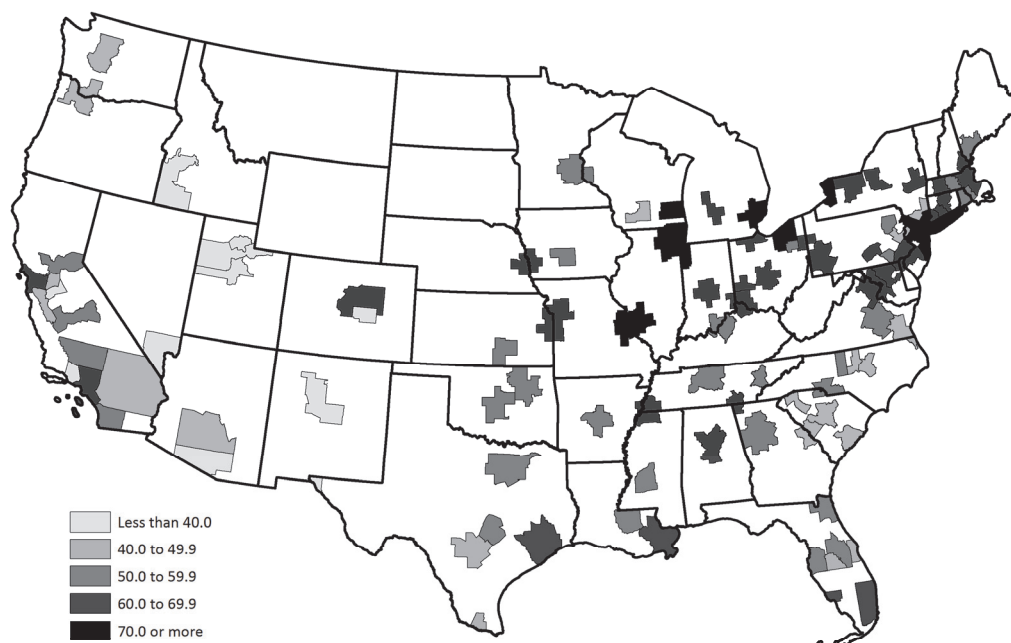 Less than 40.0
40.0 to 49.9
50.0 to 59.9
60.0 to 69.9
70.0 or more